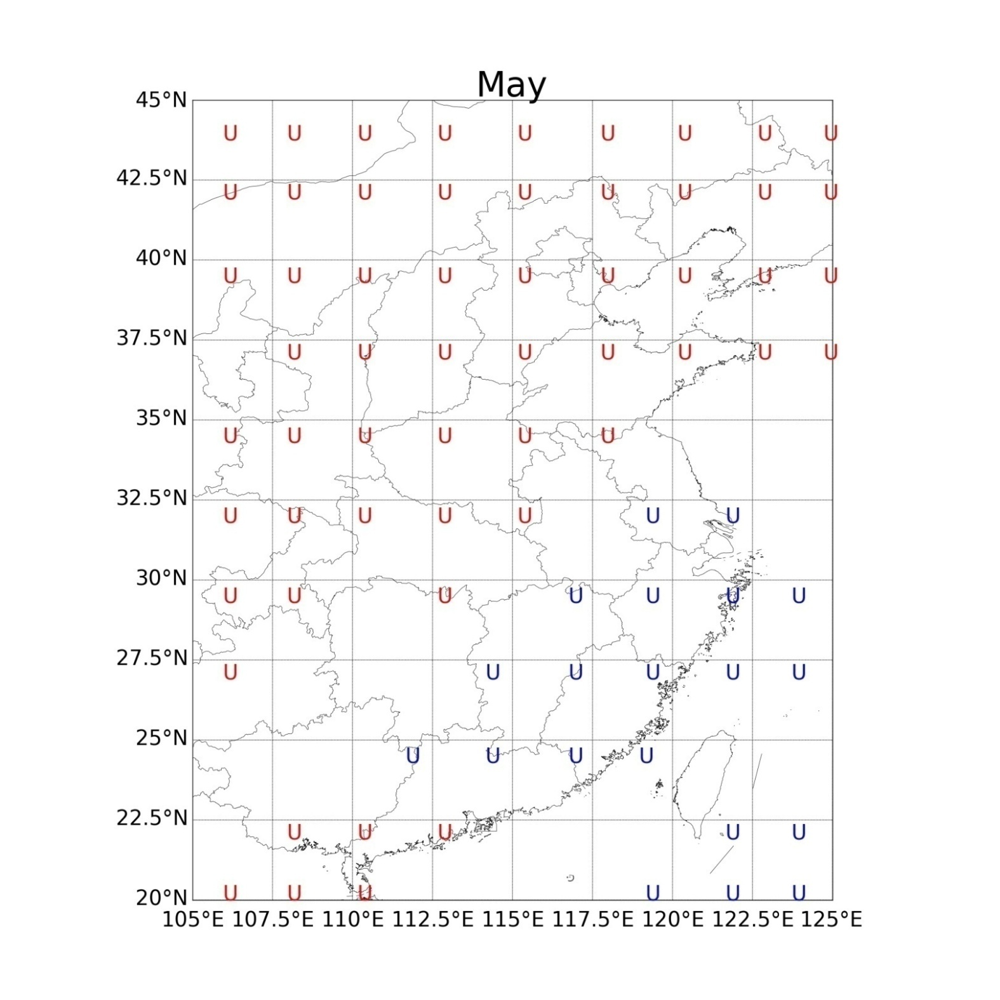 May
45°N
U U U U U U U U U
42.5°N
U U U U U U U U U
40°N
U U U U U U U U U
37.5°N
U U U U U U U U
35°N
U U U U U U
32.5°N
U U U U U U U
30°N
U U U U U U U
27.5°N
U U U U U U
25°N
U U U U
22.5°N
U U U U U
U U U U U U
20°N
105°E 107.5°E 110°E 112.5°E 115°E 117.5°E 120°E 122.5°E 125°E